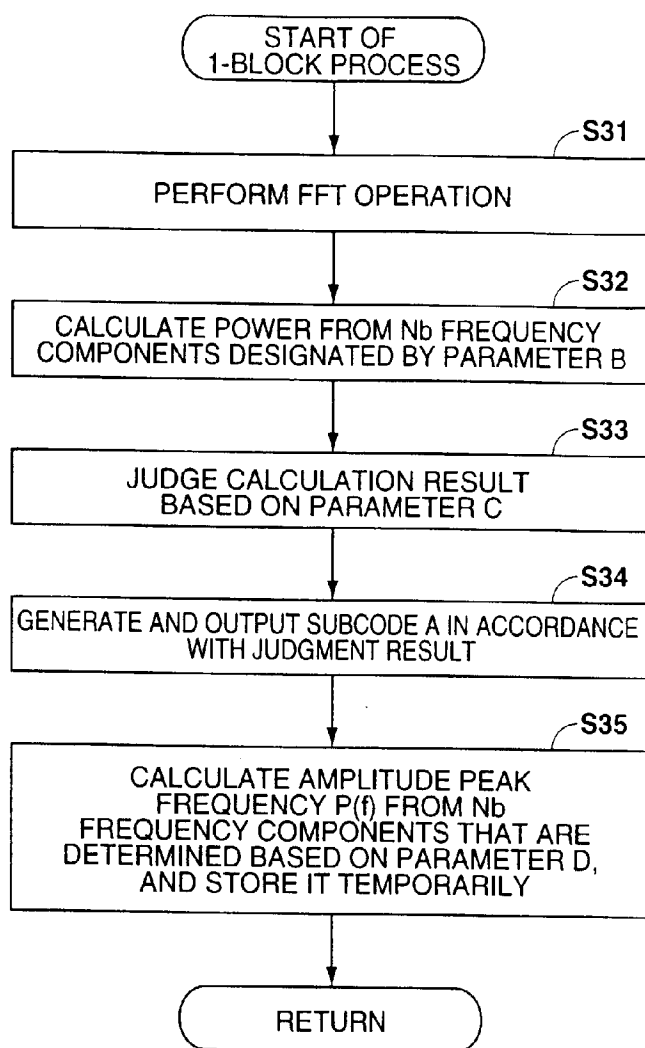 START OF
1-BLOCK PROCESS
S31
PERFORM FFT OPERATION
S32
CALCULATE POWER FROM Nb FREQUENCY
COMPONENTS DESIGNATED BY PARAMETER B
S33
JUDGE CALCULATION RESULT
BASED ON PARAMETER C
S34
GENERATE AND OUTPUT SUBCODE A IN ACCORDANCE
WITH JUDGMENT RESULT
S35
CALCULATE AMPLITUDE PEAK
FREQUENCY P(f) FROM Nb
FREQUENCY COMPONENTS THAT ARE
DETERMINED BASED ON PARAMETER D,
AND STORE IT TEMPORARILY
RETURN